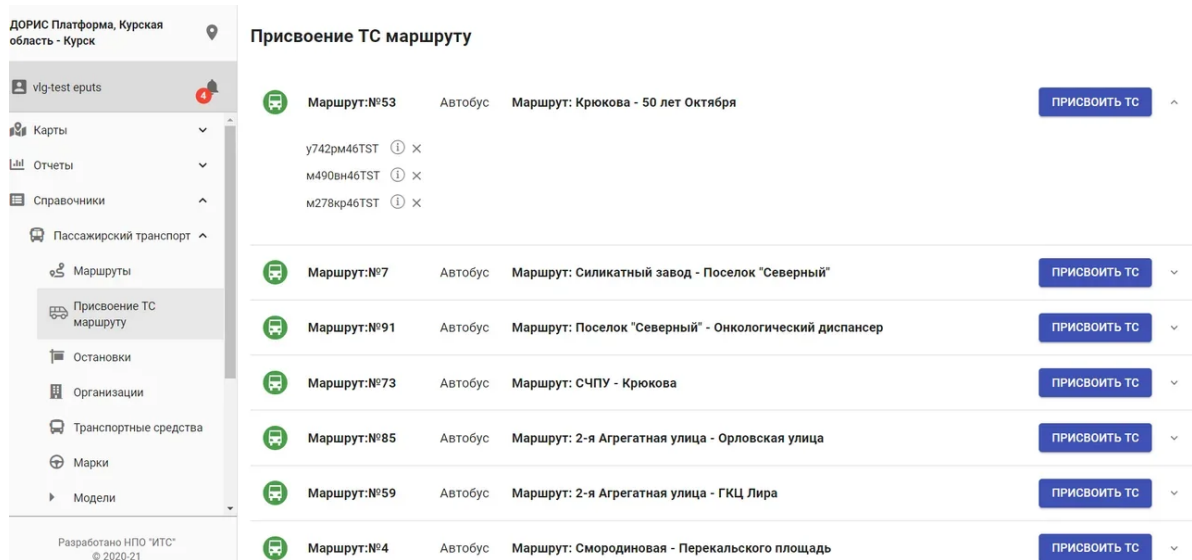 ДОРИС Платформа, Курская
область - Курск
vlg-test eputs
4
Карты
Отчеты
Справочники
Пассажирский транспорт
Маршруты
Присвоение ТС
маршруту
Остановки
Организации
Транспортные средства
Марки
Модели
Разработано НПО "ИТС"
© 2020-21
Присвоение ТС маршруту
Маршрут:№53 Автобус Маршрут: Крюкова - 50 лет Октября ПРИСВОИТЬ ТС
у742рм46TST
м490вн46TST
м278кр46TST
Маршрут:№7 Автобус Маршрут: Силикатный завод - Поселок "Северный" ПРИСВОИТЬ ТС
Маршрут:№91 Автобус Маршрут: Поселок "Северный" - Онкологический диспансер ПРИСВОИТЬ ТС
Маршрут:№73 Автобус Маршрут: СЧПУ - Крюкова ПРИСВОИТЬ ТС
Маршрут:№85 Автобус Маршрут: 2-я Агрегатная улица - Орловская улица ПРИСВОИТЬ ТС
Маршрут:№59 Автобус Маршрут: 2-я Агрегатная улица - ГКЦ Лира ПРИСВОИТЬ ТС
Маршрут:№4 Автобус Маршрут: Смородиновая - Перекальского площадь ПРИСВОИТЬ ТС